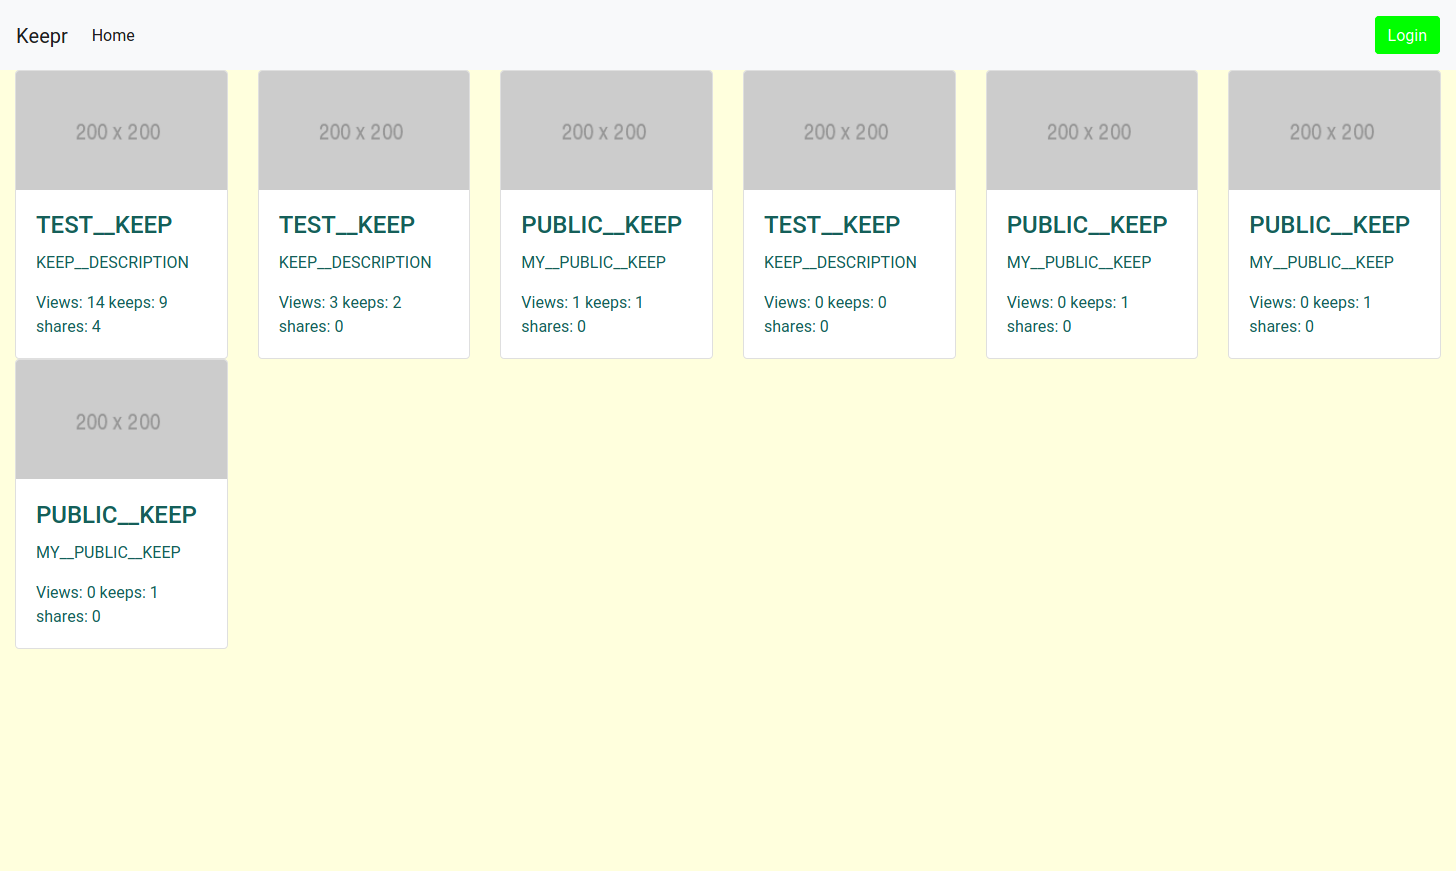 Keepr Home Login
200 x 200
TEST__KEEP
KEEP__DESCRIPTION
Views: 14 keeps: 9
shares: 4
200 x 200
TEST__KEEP
KEEP__DESCRIPTION
Views: 3 keeps: 2
shares: 0
200 x 200
PUBLIC__KEEP
MY__PUBLIC__KEEP
Views: 1 keeps: 1
shares: 0
200 x 200
TEST__KEEP
KEEP__DESCRIPTION
Views: 0 keeps: 0
shares: 0
200 x 200
PUBLIC__KEEP
MY__PUBLIC__KEEP
Views: 0 keeps: 1
shares: 0
200 x 200
PUBLIC__KEEP
MY__PUBLIC__KEEP
Views: 0 keeps: 1
shares: 0
200 x 200
PUBLIC__KEEP
MY__PUBLIC__KEEP
Views: 0 keeps: 1
shares: 0